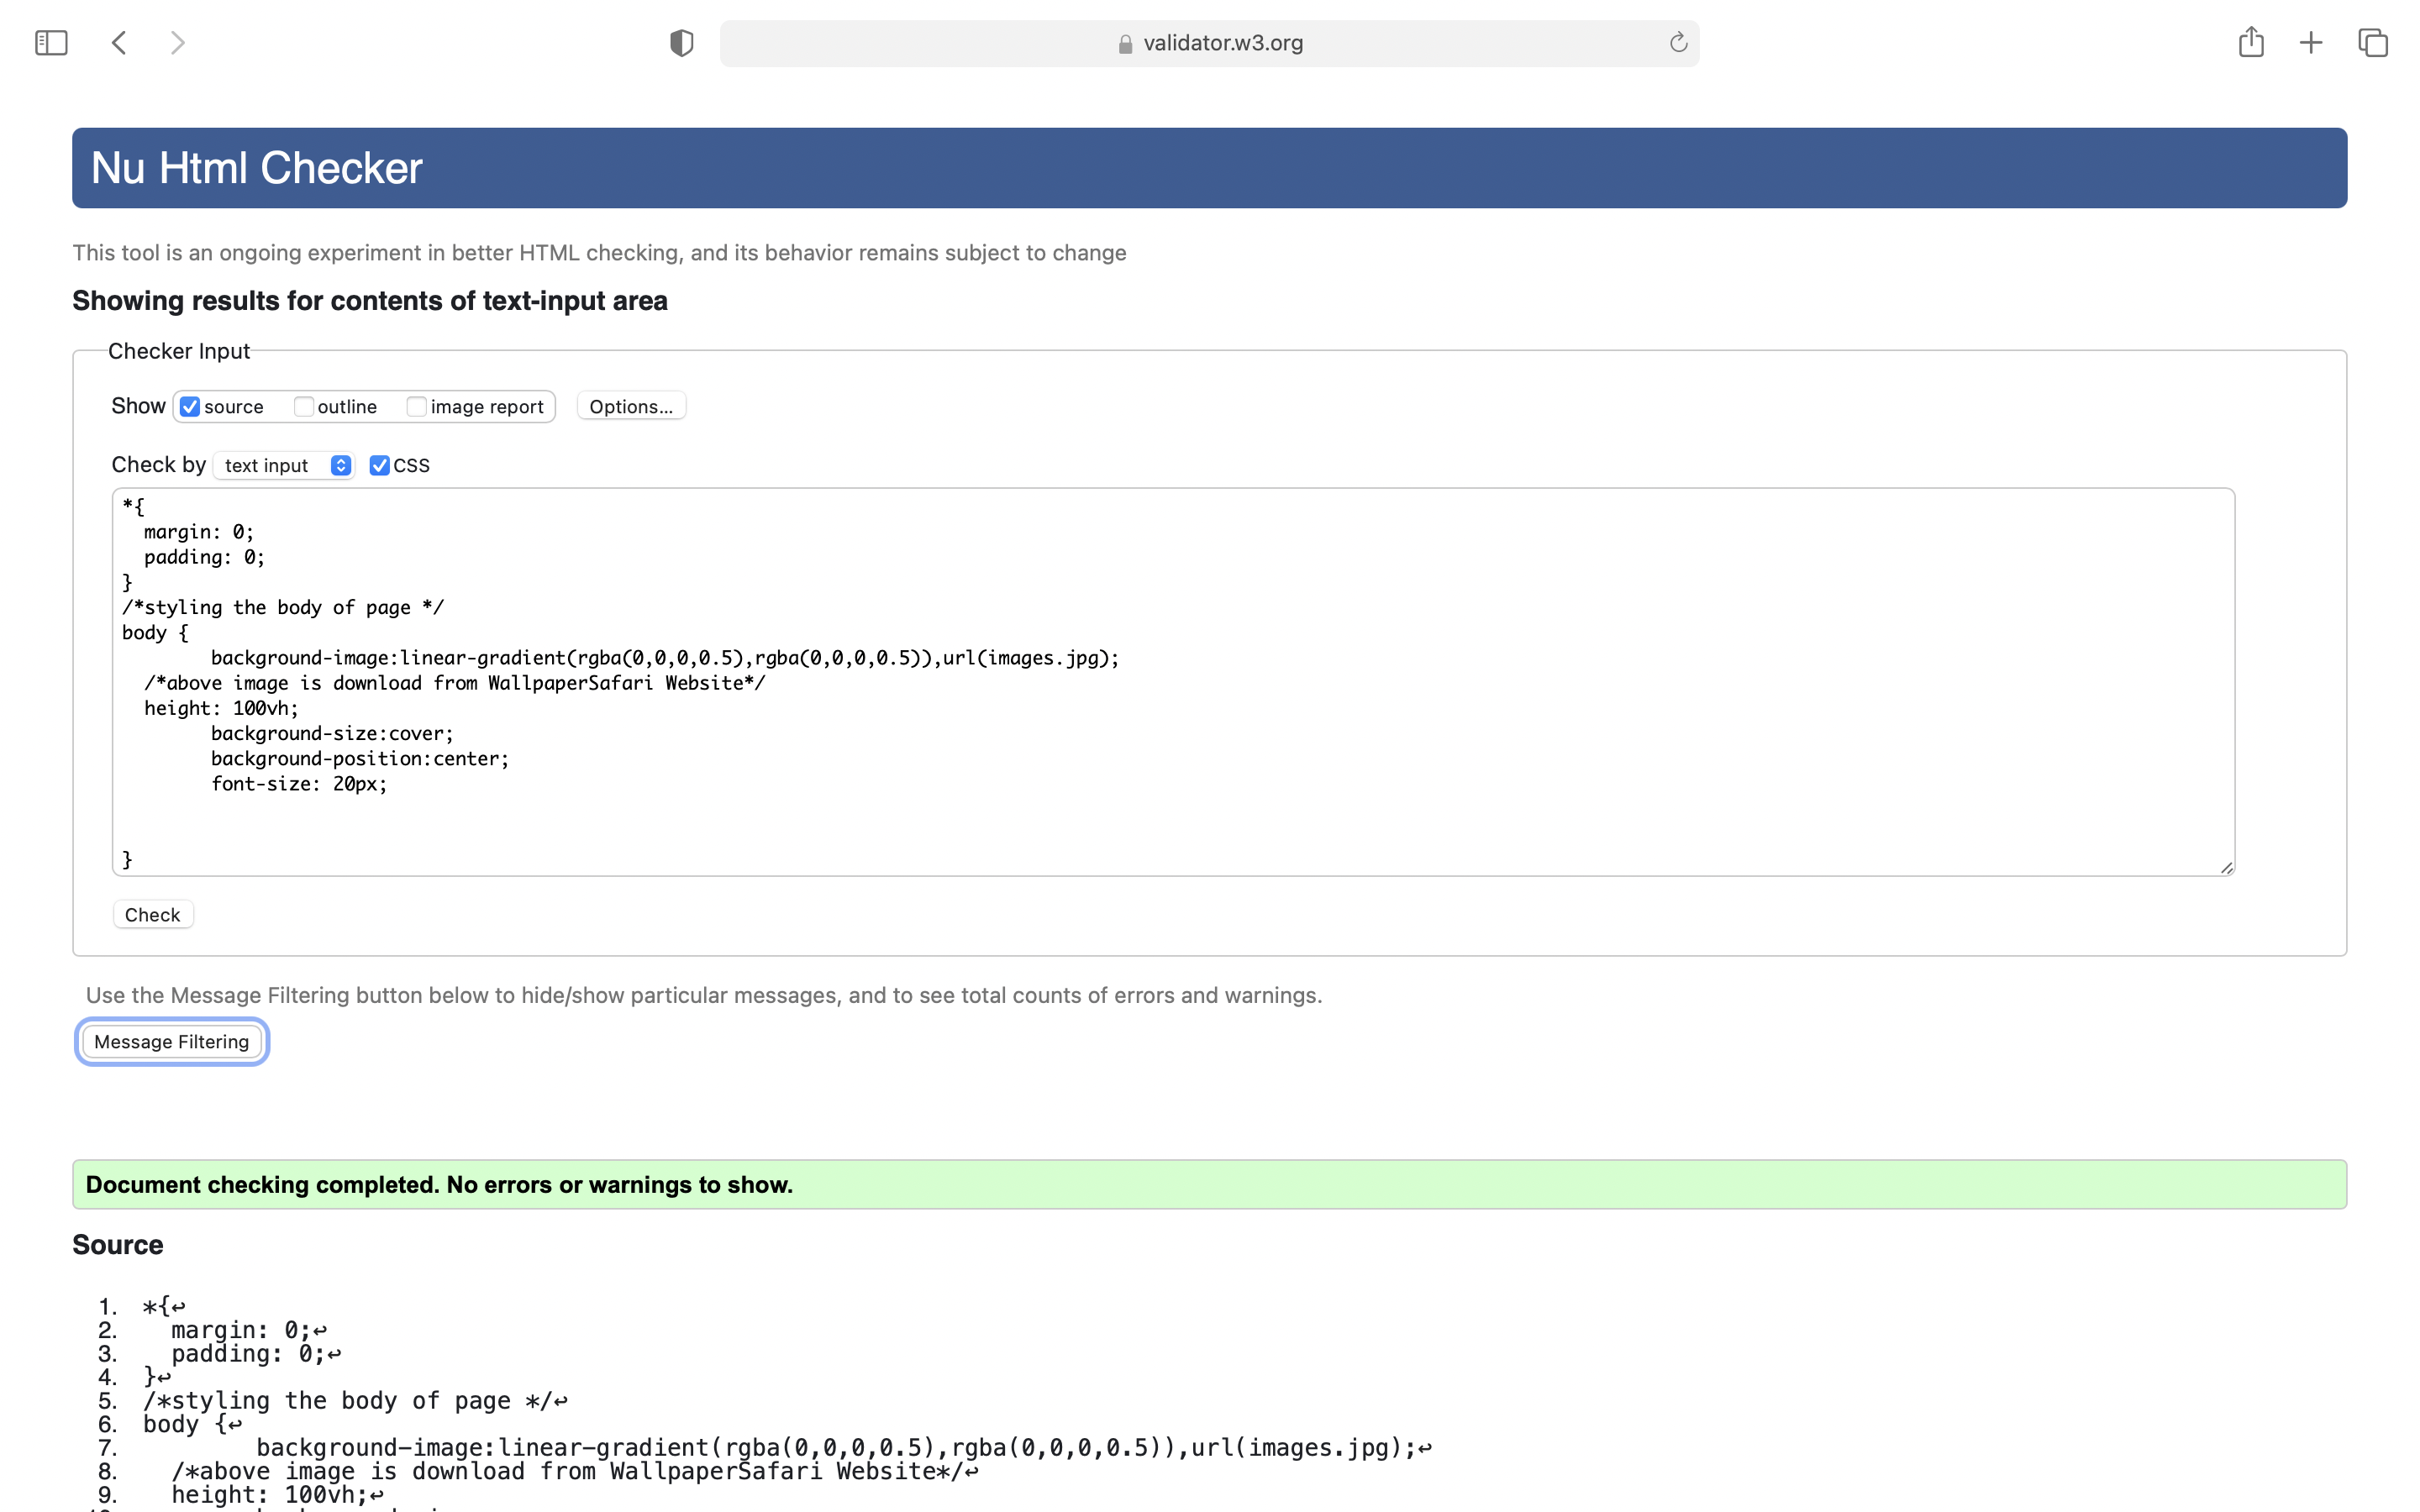 validator.w3.org
Nu Html Checker
This tool is an ongoing experiment in better HTML checking, and its behavior remains subject to change
Showing results for contents of text-input area
Checker Input
Show source outline image report Options...
Check by text input CSS
*{
  margin: 0;
  padding: 0;
}
/*styling the body of page */
body {
        background-image:linear-gradient(rgba(0,0,0,0.5),rgba(0,0,0,0.5)),url(images.jpg);
  /*above image is download from WallpaperSafari Website*/
  height: 100vh;
        background-size:cover;
        background-position:center;
        font-size: 20px;
}
Check
Use the Message Filtering button below to hide/show particular messages, and to see total counts of errors and warnings.
Message Filtering
Document checking completed. No errors or warnings to show.
Source
1. *{↩
2.   margin: 0;↩
3.   padding: 0;↩
4. }↩
5. /*styling the body of page */↩
6. body {↩
7.         background-image:linear-gradient(rgba(0,0,0,0.5),rgba(0,0,0,0.5)),url(images.jpg);↩
8.   /*above image is download from WallpaperSafari Website*/↩
9.   height: 100vh;↩